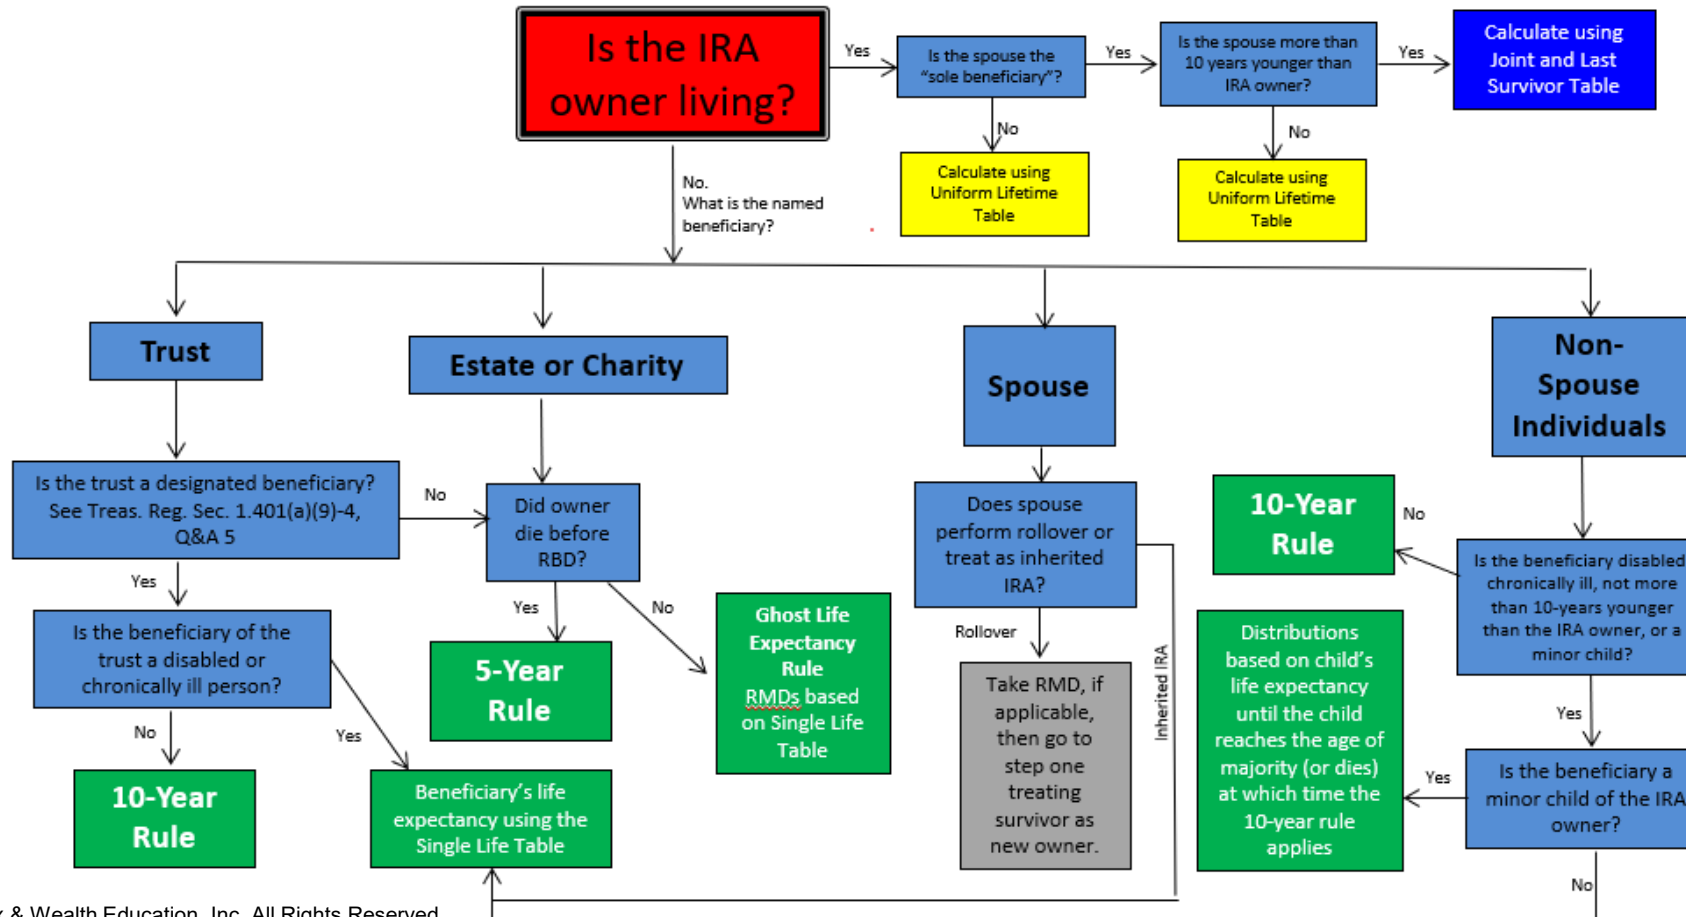 Is the IRA
owner living?
Yes
Is the spouse the
“sole beneficiary”?
Yes
Is the spouse more than
10 years younger than
IRA owner?
Yes
Calculate using
Joint and Last
Survivor Table
No
Calculate using
Uniform Lifetime
Table
No
Calculate using
Uniform Lifetime
Table
No.
What is the named
beneficiary?
Trust
Estate or Charity
Spouse
Non-
Spouse
Individuals
Is the trust a designated beneficiary?
See Treas. Reg. Sec. 1.401(a)(9)-4,
Q&A 5
No
Did owner
die before
RBD?
Yes
Is the beneficiary of the
trust a disabled or
chronically ill person?
No
10-Year
Rule
Yes
Beneficiary’s life
expectancy using the
Single Life Table
Yes
5-Year
Rule
No
Ghost Life
Expectancy
Rule
RMDs based
on Single Life
Table
Does spouse
perform rollover or
treat as inherited
IRA?
Rollover
Take RMD, if
applicable,
then go to
step one
treating
survivor as
new owner.
Inherited IRA
10-Year
Rule
No
Is the beneficiary disabled
chronically ill, not more
than 10-years younger
than the IRA owner, or a
minor child?
Yes
Is the beneficiary a
minor child of the IRA
owner?
Yes
Distributions
based on child’s
life expectancy
until the child
reaches the age of
majority (or dies)
at which time the
10-year rule
applies
No
& Wealth Education, Inc. All Rights Reserved